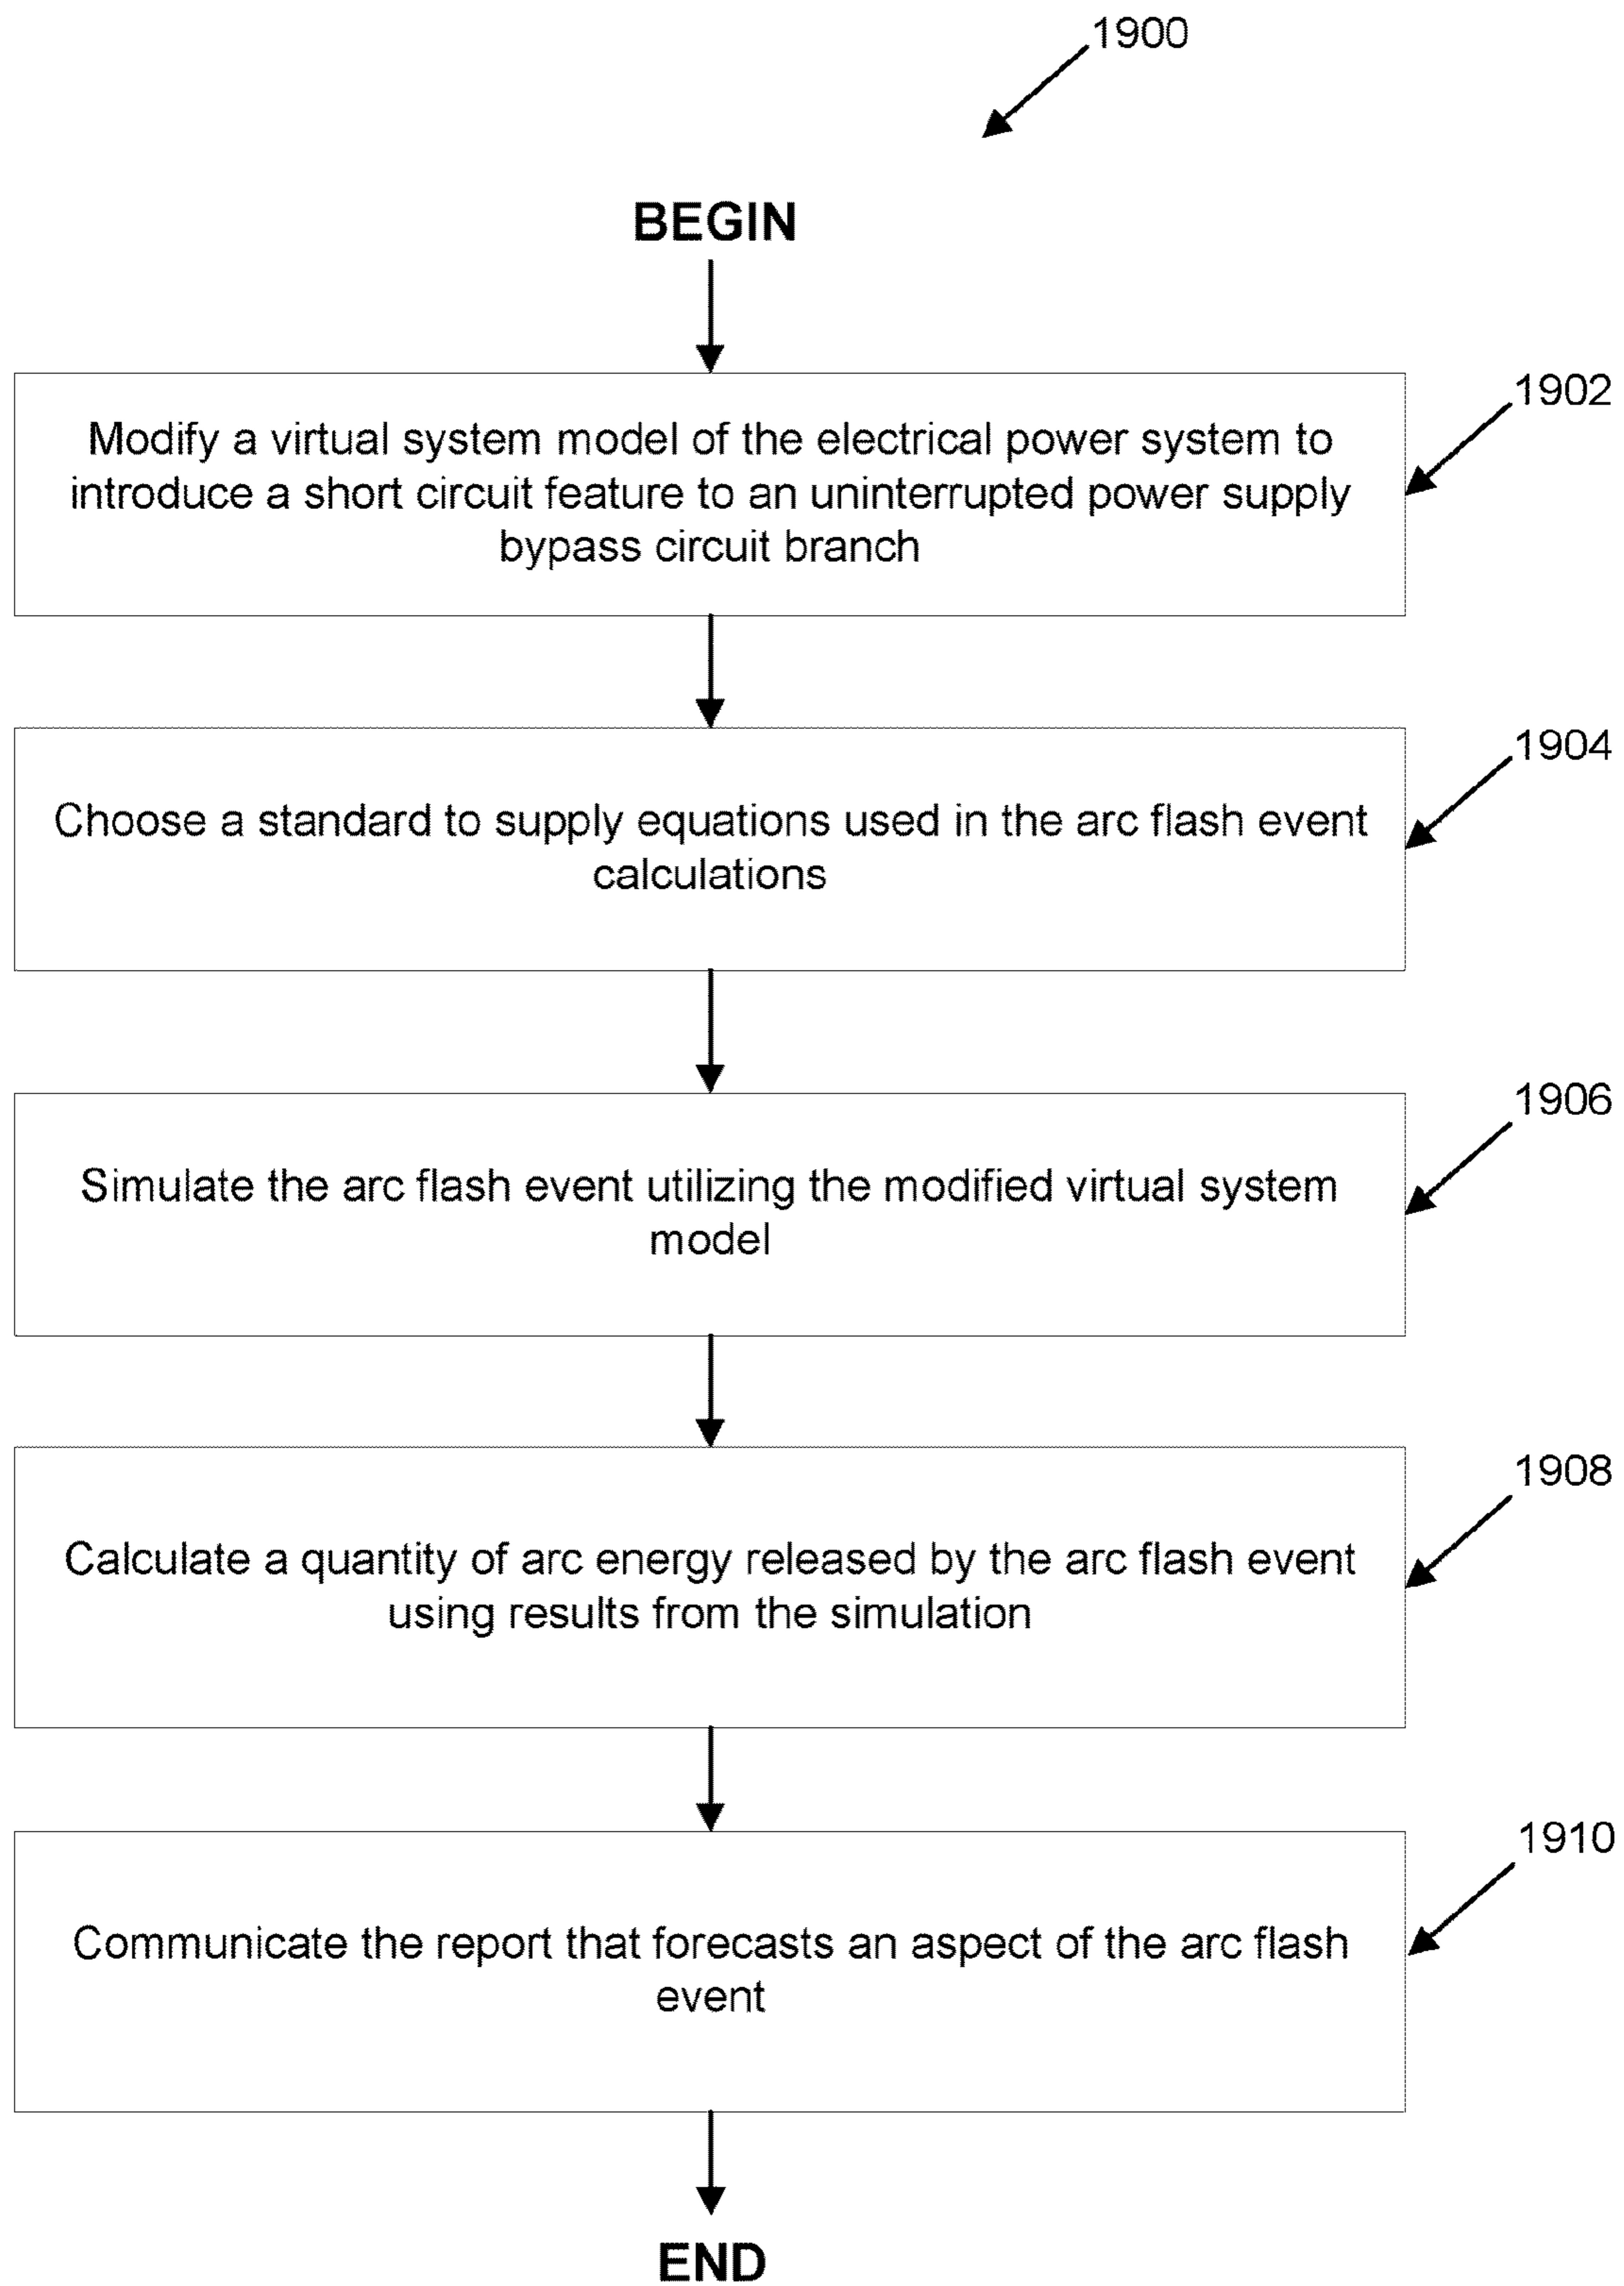 1900
BEGIN
1902
Modify a virtual system model of the electrical power system to
introduce a short circuit feature to an uninterrupted power supply
bypass circuit branch
1904
Choose a standard to supply equations used in the arc flash event
calculations
1906
Simulate the arc flash event utilizing the modified virtual system
model
1908
Calculate a quantity of arc energy released by the arc flash event
using results from the simulation
1910
Communicate the report that forecasts an aspect of the arc flash
event
END